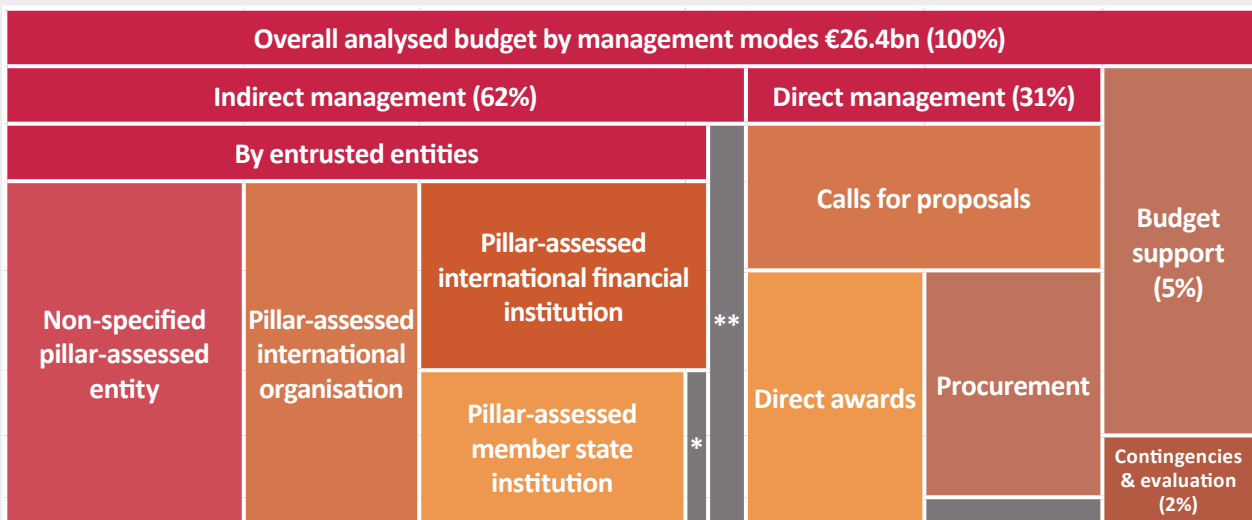 Overall analysed budget by management modes €26.4bn (100%)
Indirect management (62%)
Direct management (31%)
By entrusted entities
Non-specified
pillar-assessed
entity
Pillar-assessed
international
organisation
Pillar-assessed
international financial
institution
Pillar-assessed
member state
institution
*
**
Calls for proposals
Direct awards
Procurement
Budget
support
(5%)
Contingencies
& evaluation
(2%)